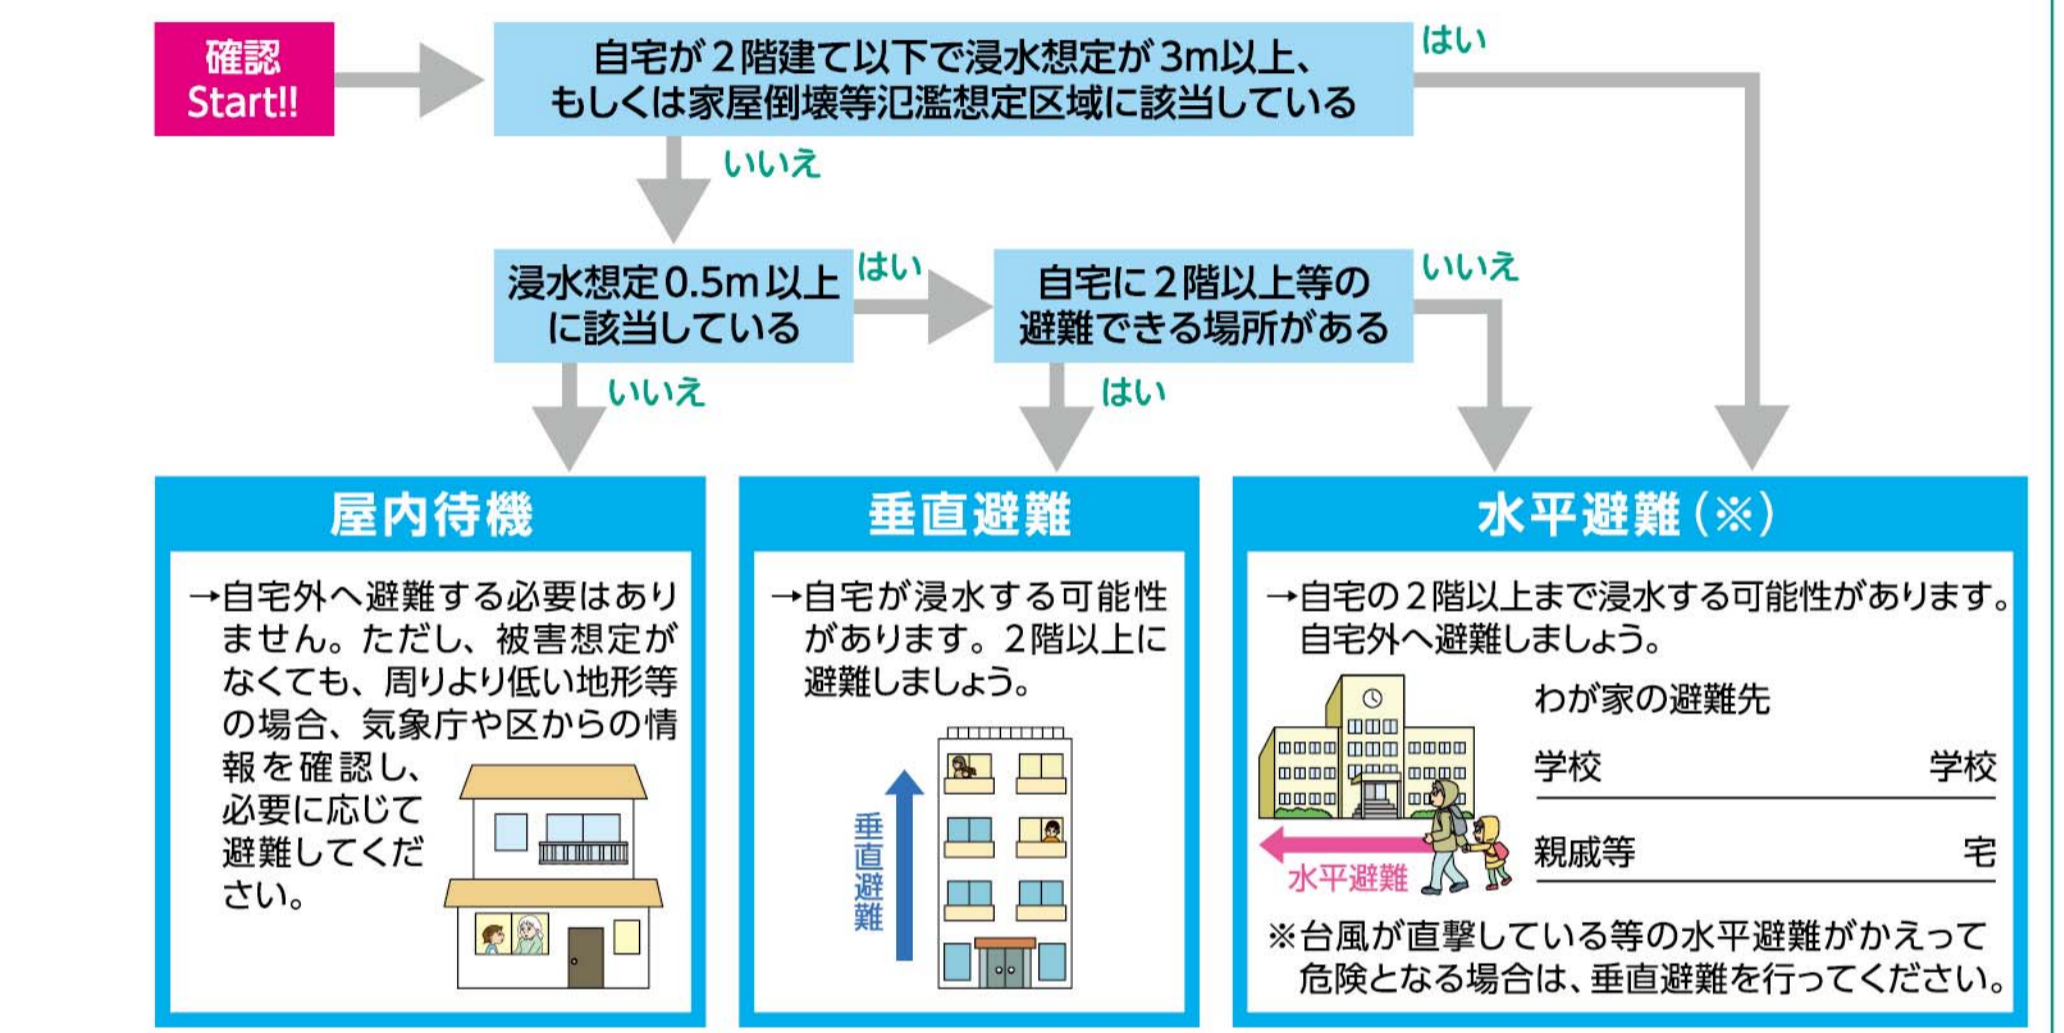 確認
Start!!
自宅が2階建て以下で浸水想定が3m以上、
もしくは家屋倒壊等氾濫想定区域に該当している
はい
いいえ
浸水想定0.5m以上
に該当している
はい
自宅に2階以上等の
避難できる場所がある
いいえ
いいえ
はい
屋内待機
→自宅外へ避難する必要はあり
ません。ただし、被害想定が
なくても、周りより低い地形等
の場合、気象庁や区からの情
報を確認し、
必要に応じて
避難してくだ
さい。
垂直避難
→自宅が浸水する可能性
があります。2階以上に
避難しましょう。
垂直避難
水平避難(※)
→自宅の2階以上まで浸水する可能性があります。
自宅外へ避難しましょう。
わが家の避難先
学校 学校
親戚等 宅
水平避難
※台風が直撃している等の水平避難がかえって
危険となる場合は、垂直避難を行ってください。